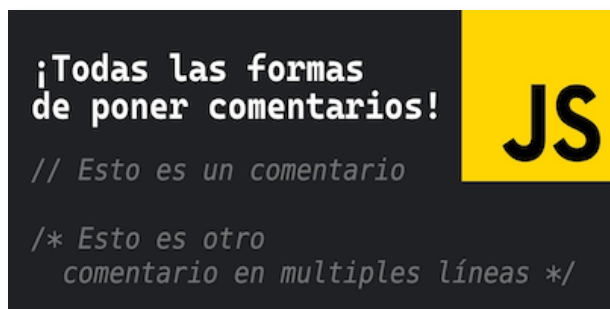 ¡Todas las formas
de poner comentarios!
JS
// Esto es un comentario
/* Esto es otro
comentario en multiples líneas */